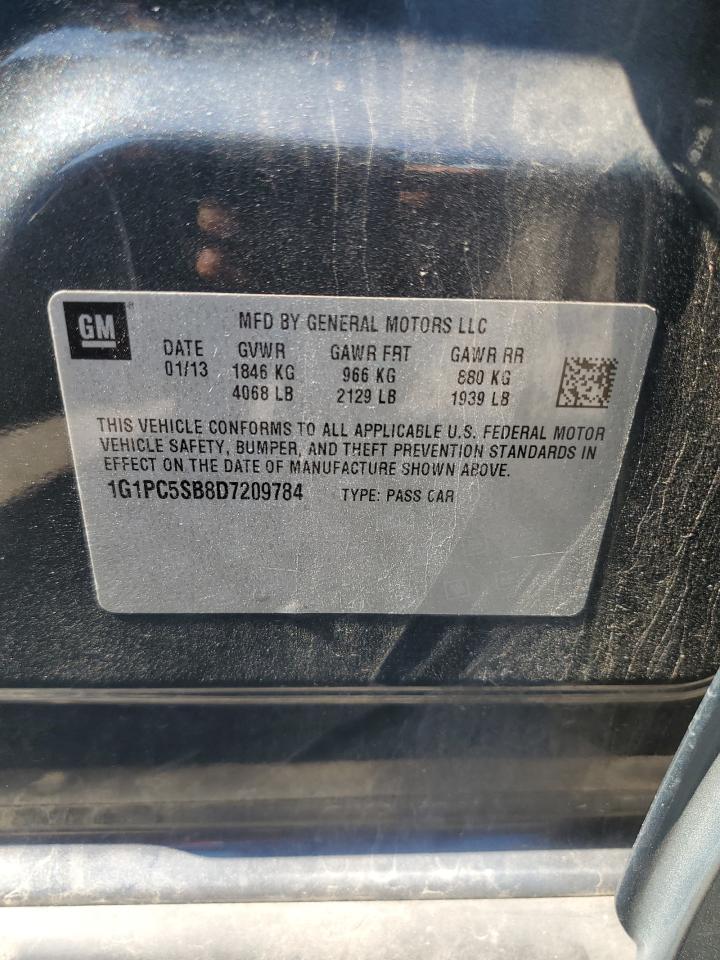 GM
MFD BY GENERAL MOTORS LLC
DATE GVWR GAWR FRT GAWR RR
01/13 1846 KG 966 KG 880 KG
4068 LB 2129 LB 1939 LB
THIS VEHICLE CONFORMS TO ALL APPLICABLE U.S. FEDERAL MOTOR
VEHICLE SAFETY, BUMPER, AND THEFT PREVENTION STANDARDS IN
EFFECT ON THE DATE OF MANUFACTURE SHOWN ABOVE.
1G1PC5SB8D7209784 TYPE: PASS CAR